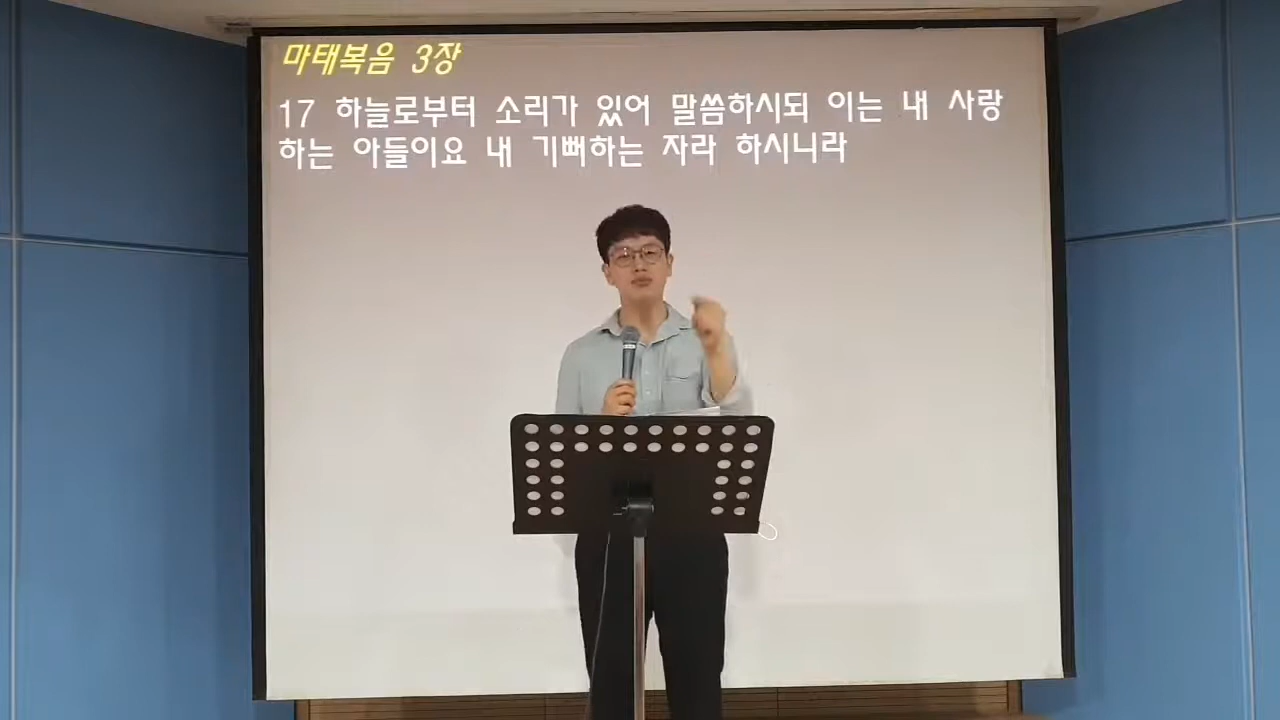 마태복음 3장
17 하늘로부터 소리가 있어 말씀하시되 이는 내 사랑
하는 아들이요 내 기뻐하는 자라 하시니라